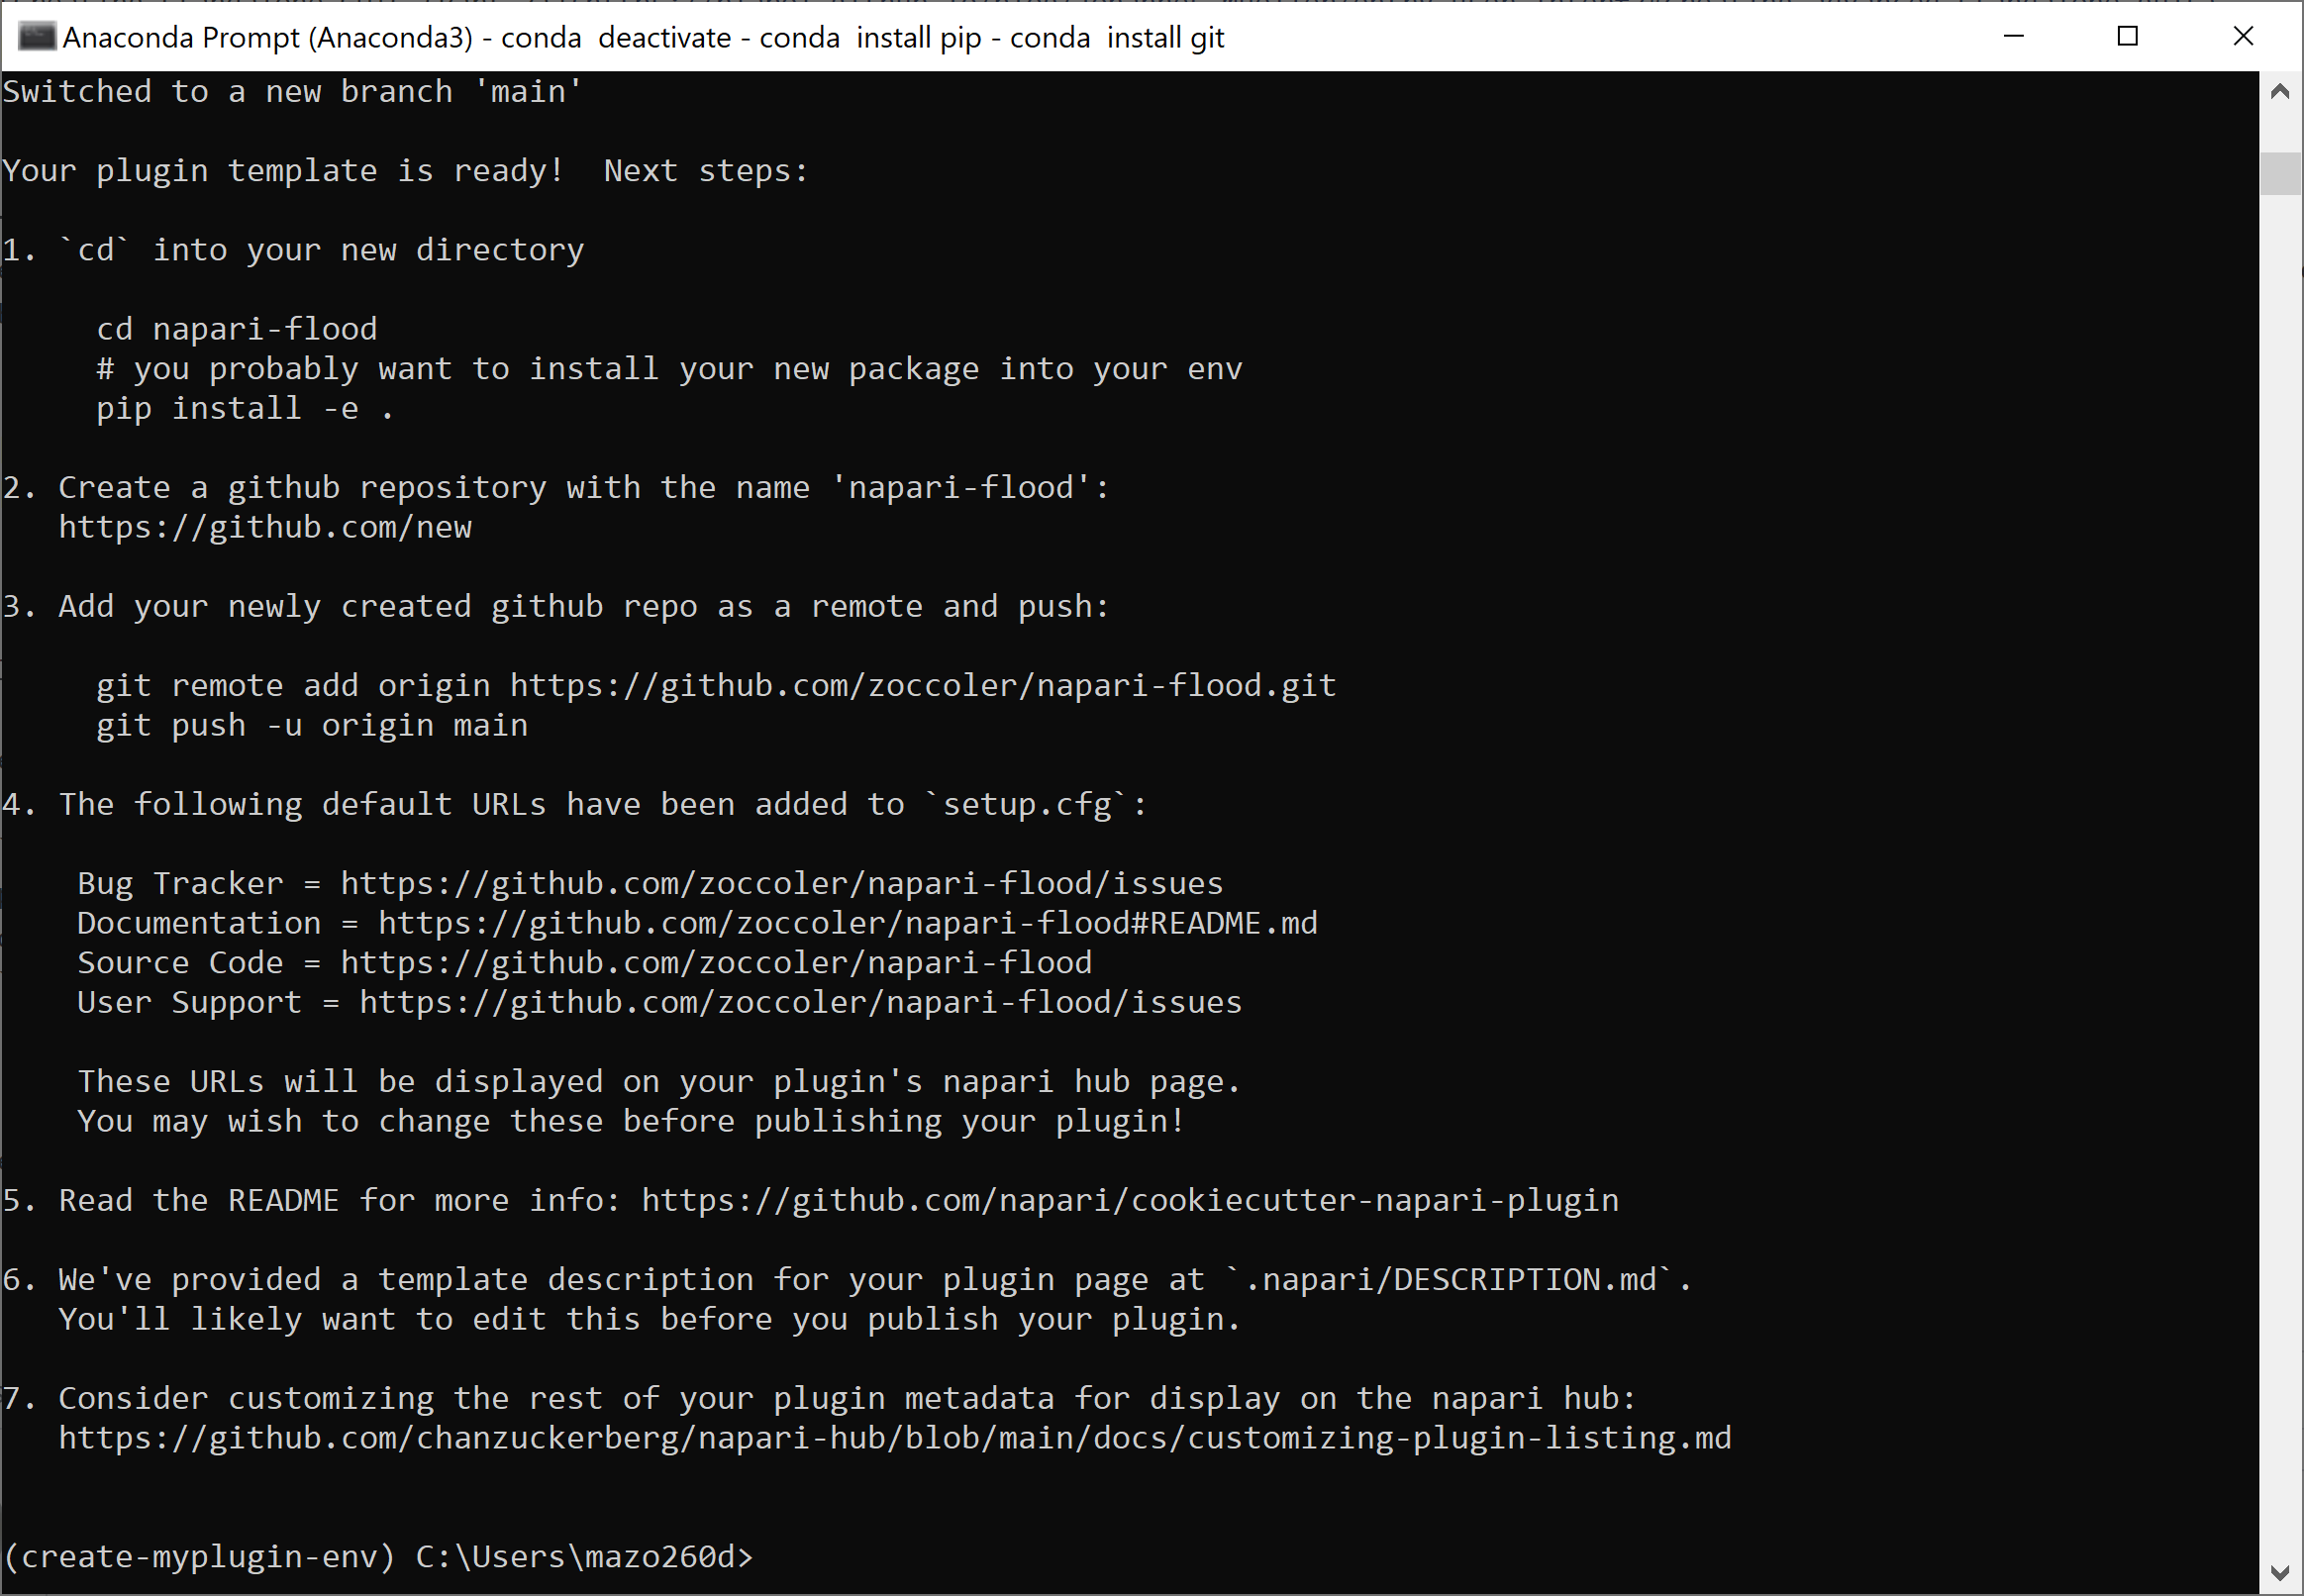 Anaconda Prompt (Anaconda3) - conda  deactivate - conda  install pip - conda  install git
Switched to a new branch 'main'
Your plugin template is ready!  Next steps:
1. `cd` into your new directory
cd napari-flood
# you probably want to install your new package into your env
pip install -e .
2. Create a github repository with the name 'napari-flood':
https://github.com/new
3. Add your newly created github repo as a remote and push:
git remote add origin https://github.com/zoccoler/napari-flood.git
git push -u origin main
4. The following default URLs have been added to `setup.cfg`:
Bug Tracker = https://github.com/zoccoler/napari-flood/issues
Documentation = https://github.com/zoccoler/napari-flood#README.md
Source Code = https://github.com/zoccoler/napari-flood
User Support = https://github.com/zoccoler/napari-flood/issues
These URLs will be displayed on your plugin's napari hub page.
You may wish to change these before publishing your plugin!
5. Read the README for more info: https://github.com/napari/cookiecutter-napari-plugin
6. We've provided a template description for your plugin page at `.napari/DESCRIPTION.md`.
You'll likely want to edit this before you publish your plugin.
7. Consider customizing the rest of your plugin metadata for display on the napari hub:
https://github.com/chanzuckerberg/napari-hub/blob/main/docs/customizing-plugin-listing.md
(create-myplugin-env) C:\Users\mazo260d>